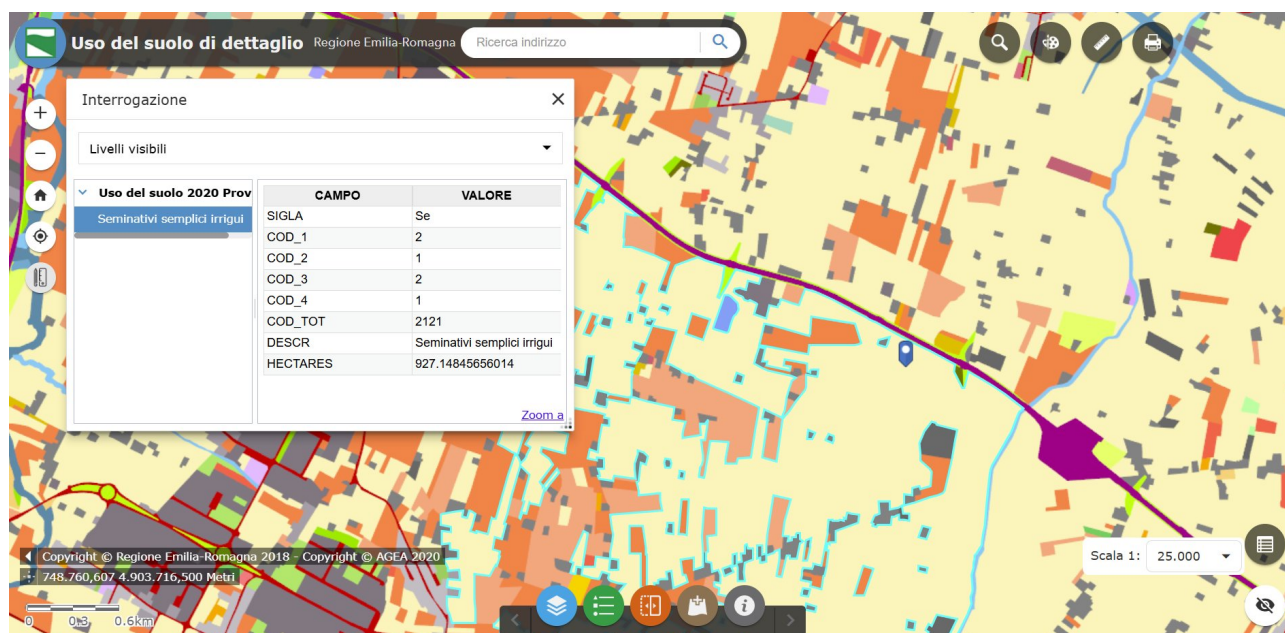 Uso del suolo di dettaglio Regione Emilia-Romagna Ricerca indirizzo
Interrogazione
Livelli visibili
Uso del suolo 2020 Prov
Seminativi semplici irrigui
CAMPO VALORE
SIGLA Se
COD_1 2
COD_2 1
COD_3 2
COD_4 1
COD_TOT 2121
DESCR Seminativi semplici irrigui
HECTARES 927.14845656014
Zoom a
Copyright © Regione Emilia-Romagna 2018 - Copyright © AGEA 2020
748.760,607 4.903.716,500 Metri
0 0.3 0.6km
Scala 1: 25.000